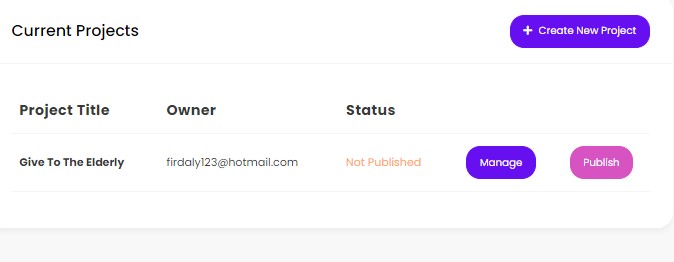 Current Projects
+ Create New Project
Project Title Owner Status
Give To The Elderly firdaly123@hotmail.com Not Published Manage Publish